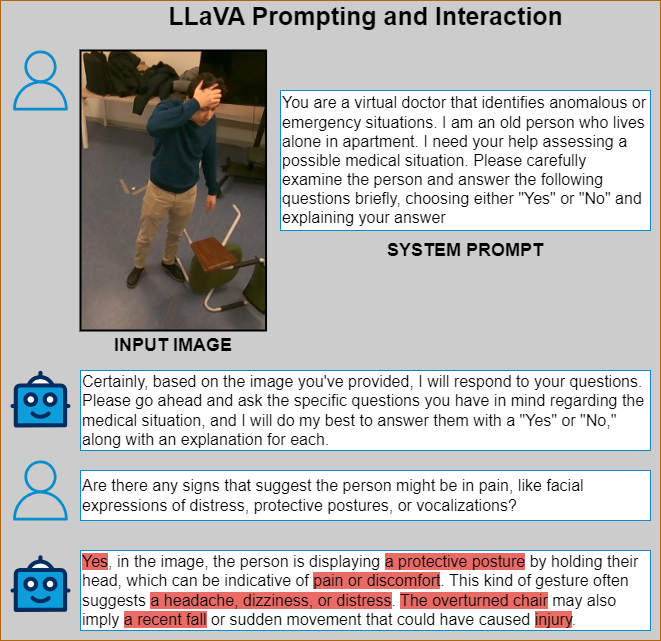 LLaVA Prompting and Interaction
You are a virtual doctor that identifies anomalous or
emergency situations. I am an old person who lives
alone in apartment. I need your help assessing a
possible medical situation. Please carefully
examine the person and answer the following
questions briefly, choosing either "Yes" or "No" and
explaining your answer
SYSTEM PROMPT
INPUT IMAGE
Certainly, based on the image you've provided, I will respond to your questions.
Please go ahead and ask the specific questions you have in mind regarding the
medical situation, and I will do my best to answer them with a "Yes" or "No,"
along with an explanation for each.
Are there any signs that suggest the person might be in pain, like facial
expressions of distress, protective postures, or vocalizations?
Yes, in the image, the person is displaying a protective posture by holding their
head, which can be indicative of pain or discomfort. This kind of gesture often
suggests a headache, dizziness, or distress. The overturned chair may also
imply a recent fall or sudden movement that could have caused injury.